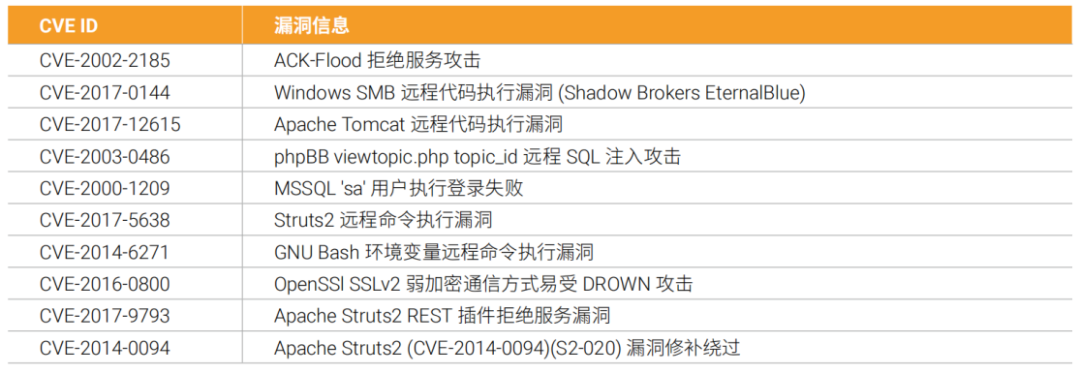 CVE ID 漏洞信息
CVE-2002-2185 ACK-Flood 拒绝服务攻击
CVE-2017-0144 Windows SMB 远程代码执行漏洞 (Shadow Brokers EternalBlue)
CVE-2017-12615 Apache Tomcat 远程代码执行漏洞
CVE-2003-0486 phpBB viewtopic.php topic_id 远程 SQL 注入攻击
CVE-2000-1209 MSSQL 'sa' 用户执行登录失败
CVE-2017-5638 Struts2 远程命令执行漏洞
CVE-2014-6271 GNU Bash 环境变量远程命令执行漏洞
CVE-2016-0800 OpenSSl SSLv2 弱加密通信方式易受 DROWN 攻击
CVE-2017-9793 Apache Struts2 REST 插件拒绝服务漏洞
CVE-2014-0094 Apache Struts2 (CVE-2014-0094)(S2-020) 漏洞修补绕过